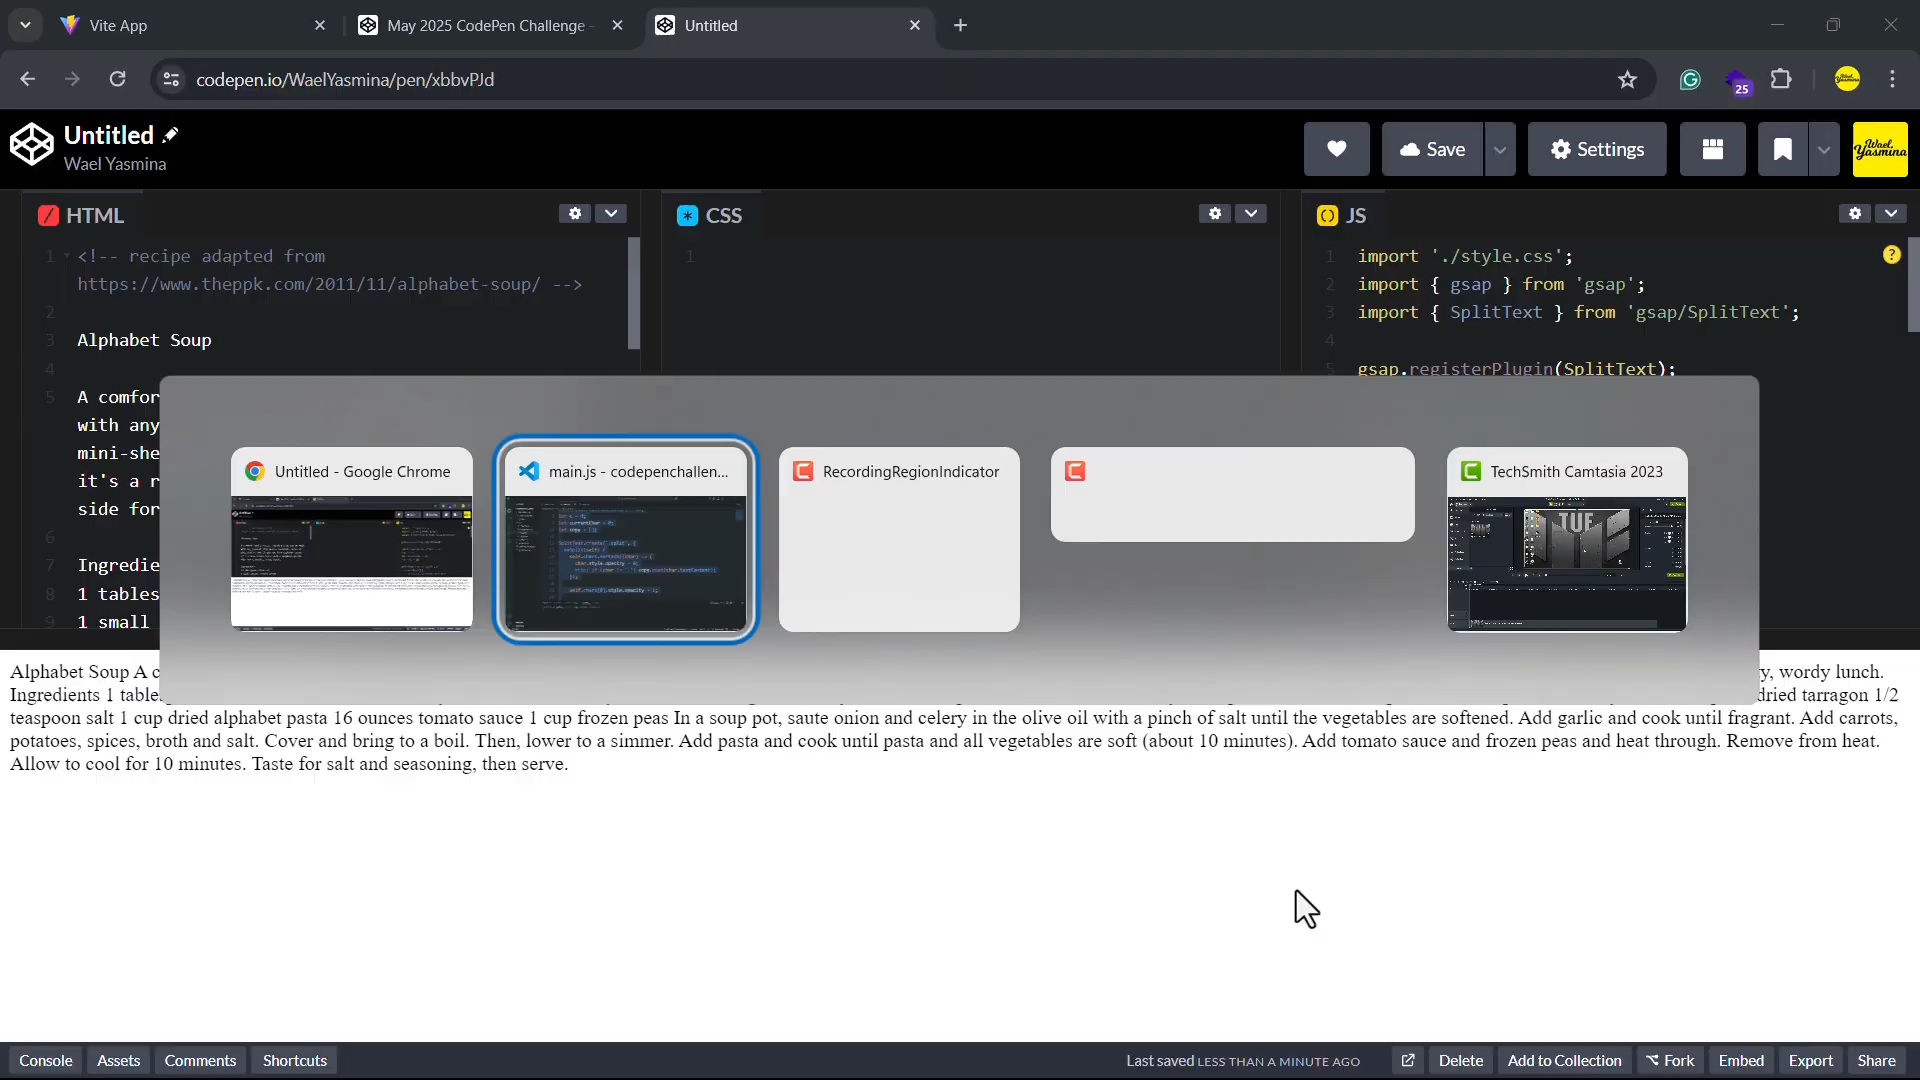 Vite App
May 2025 CodePen Challenge -
Untitled
codepen.io/WaelYasmina/pen/xbbvPJd
25
Untitled
Wael Yasmina
Save
Settings
Wael Yasmina
HTML
CSS
JS
1 <!-- recipe adapted from
https://www.theppk.com/2011/11/alphabet-soup/ -->
2
3 Alphabet Soup
4
5 A comfor
with any
mini-she
it's a r
side for
6
7 Ingredie
8 1 tables
9 1 small
1
1 import './style.css';
2 import { gsap } from 'gsap';
3 import { SplitText } from 'gsap/SplitText';
4
5 gsap.registerPlugin(SplitText);
Untitled - Google Chrome
main.js - codepenchallen...
RecordingRegionIndicator
TechSmith Camtasia 2023
Alphabet Soup A c
y, wordy lunch.
Ingredients 1 table
dried tarragon 1/2
teaspoon salt 1 cup dried alphabet pasta 16 ounces tomato sauce 1 cup frozen peas In a soup pot, saute onion and celery in the olive oil with a pinch of salt until the vegetables are softened. Add garlic and cook until fragrant. Add carrots,
potatoes, spices, broth and salt. Cover and bring to a boil. Then, lower to a simmer. Add pasta and cook until pasta and all vegetables are soft (about 10 minutes). Add tomato sauce and frozen peas and heat through. Remove from heat.
Allow to cool for 10 minutes. Taste for salt and seasoning, then serve.
Console
Assets
Comments
Shortcuts
Last saved LESS THAN A MINUTE AGO
Delete
Add to Collection
Fork
Embed
Export
Share